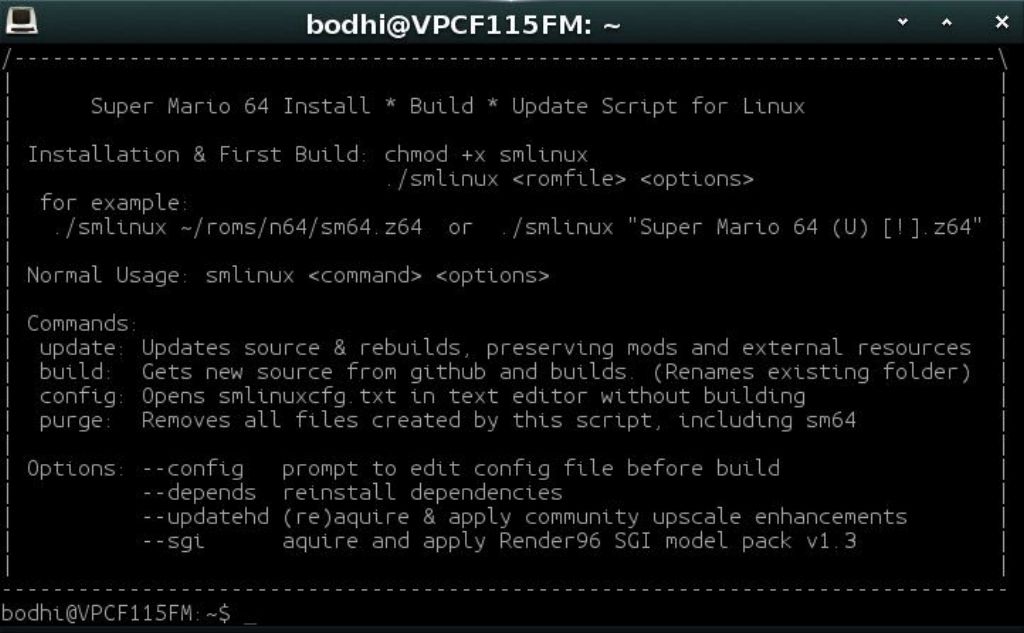 bodhi@VPCF115FM: ~
Super Mario 64 Install * Build * Update Script for Linux
Installation & First Build: chmod +x smlinux
./smlinux <romfile> <options>
for example:
./smlinux ~/roms/n64/sm64.z64  or  ./smlinux "Super Mario 64 (U) [!].z64"
Normal Usage: smlinux <command> <options>
Commands:
update: Updates source & rebuilds, preserving mods and external resources
build:  Gets new source from github and builds. (Renames existing folder)
config: Opens smlinuxcfg.txt in text editor without building
purge:  Removes all files created by this script, including sm64
Options: --config   prompt to edit config file before build
--depends  reinstall dependencies
--updatehd (re)aquire & apply community upscale enhancements
--sgi      aquire and apply Render96 SGI model pack v1.3
bodhi@VPCF115FM:~$ _